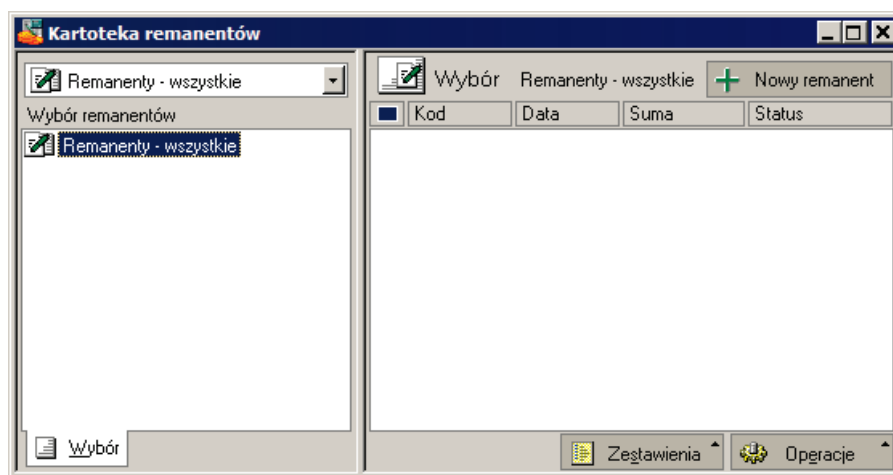 Kartoteka remanentów
Remanenty - wszystkie
Wybór remanentów
Remanenty - wszystkie
Wybór
Wybór Remanenty - wszystkie Nowy remanent
Kod Data Suma Status
Zestawienia Operacje